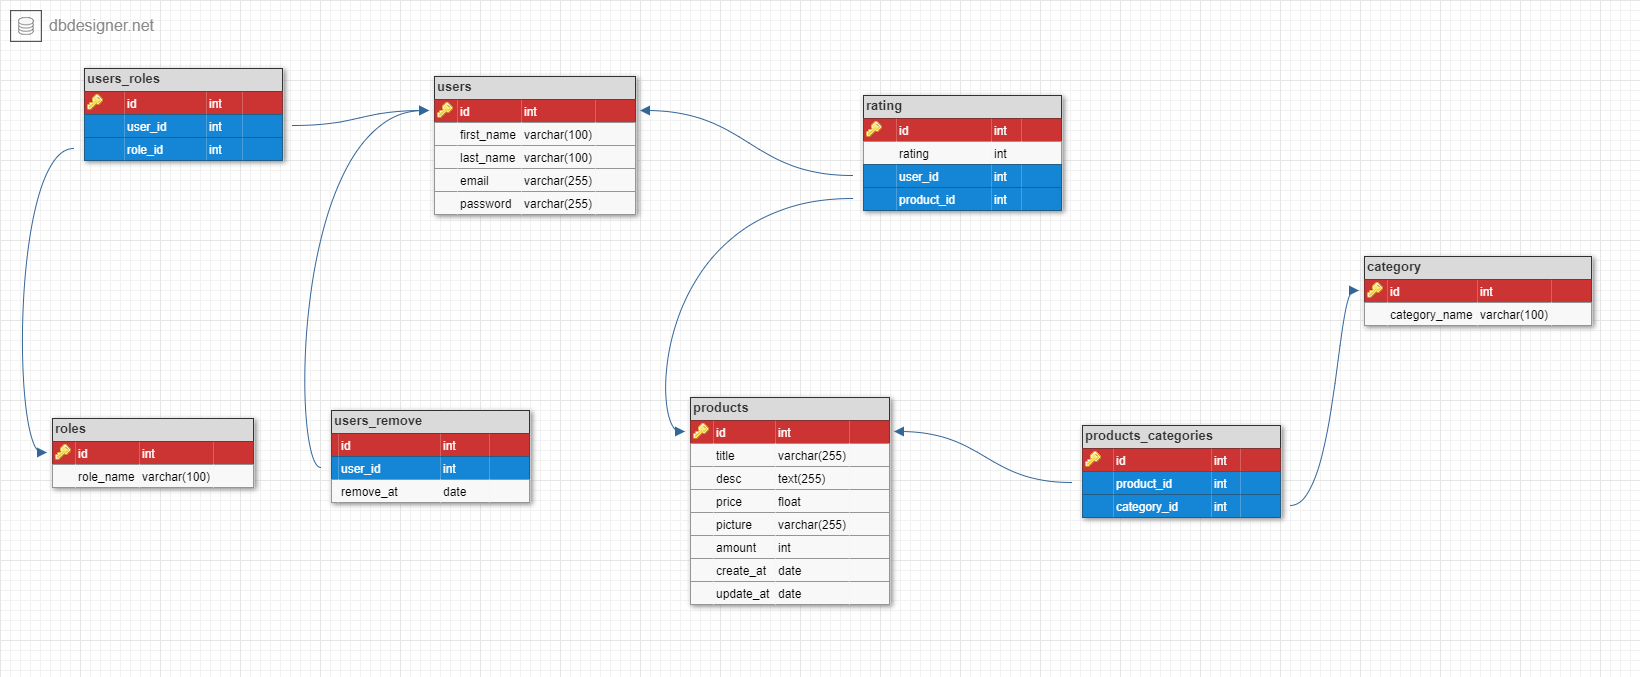 dbdesigner.net
users_roles
id int
user_id int
role_id int
users
id int
first_name varchar(100)
last_name varchar(100)
email varchar(255)
password varchar(255)
rating
id int
rating int
user_id int
product_id int
category
id int
category_name varchar(100)
roles
id int
role_name varchar(100)
users_remove
id int
user_id int
remove_at date
products
id int
title varchar(255)
desc text(255)
price float
picture varchar(255)
amount int
create_at date
update_at date
products_categories
id int
product_id int
category_id int